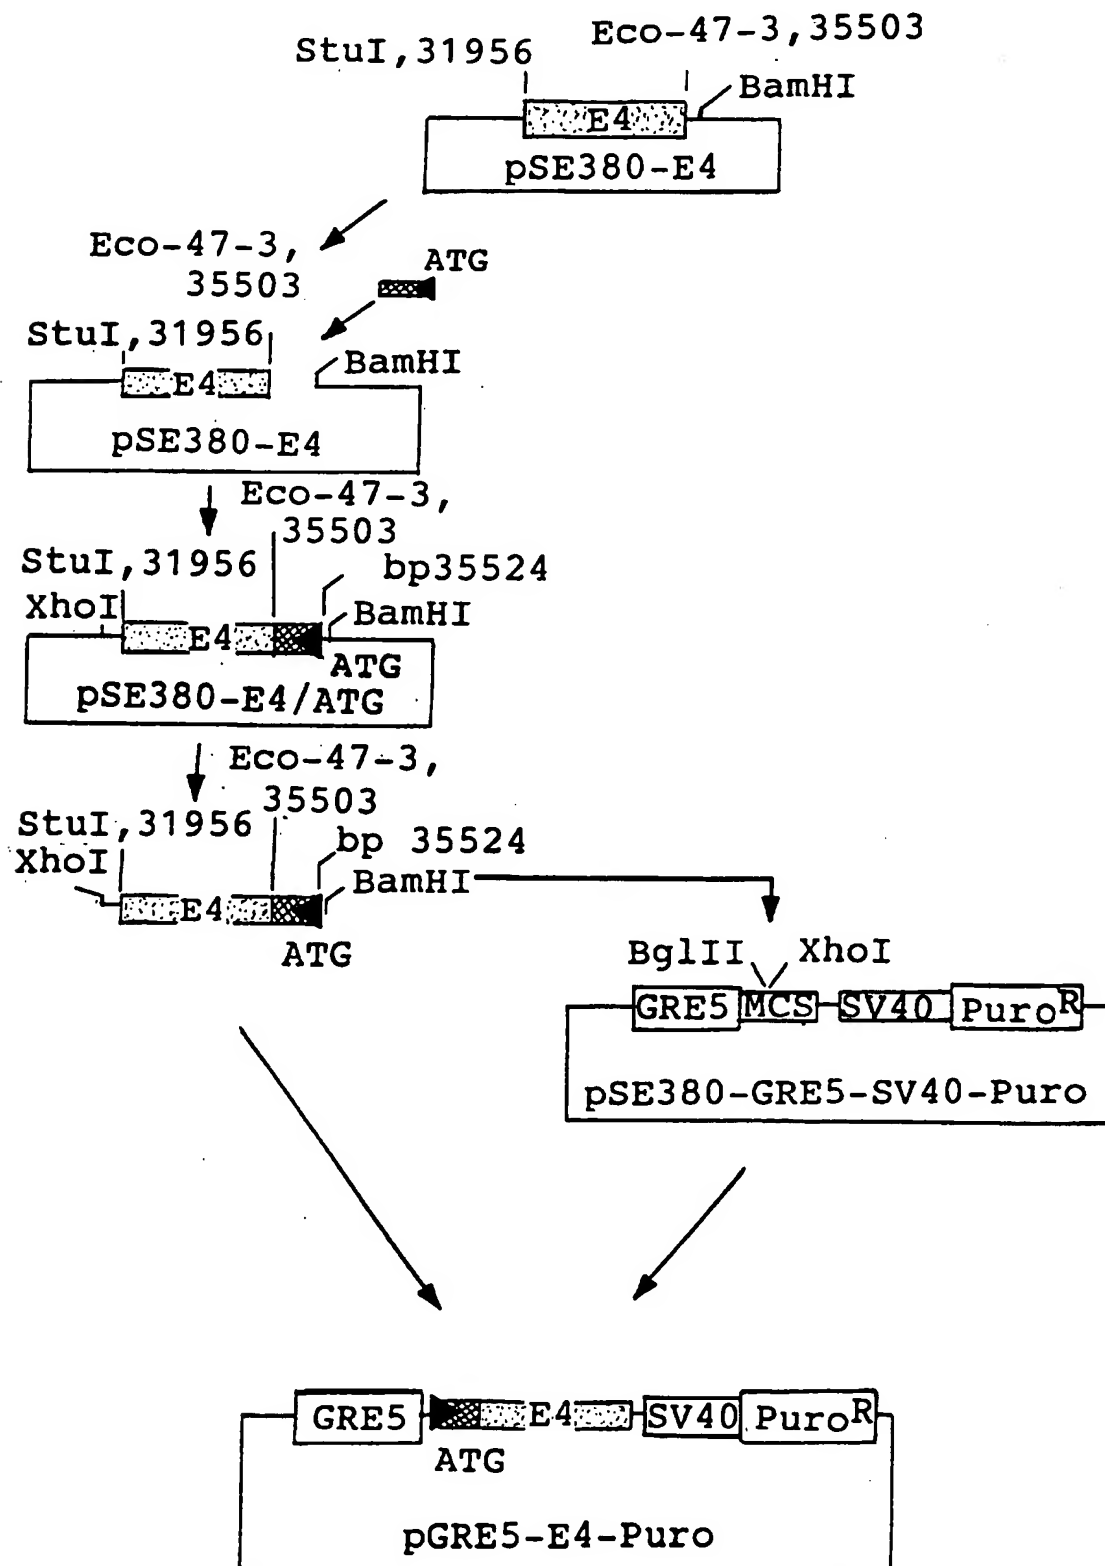 StuI,31956
Eco-47-3,35503
BamHI
E4
pSE380-E4
Eco-47-3,
35503
ATG
StuI,31956
BamHI
E4
pSE380-E4
Eco-47-3,
35503
StuI,31956
bp35524
XhoI
BamHI
E4
ATG
pSE380-E4/ATG
Eco-47-3,
35503
StuI,31956
bp 35524
XhoI
BamHI
E4
ATG
BglII
XhoI
GRE5
MCS
SV40
PuroR
pSE380-GRE5-SV40-Puro
GRE5
E4
SV40
PuroR
ATG
pGRE5-E4-Puro